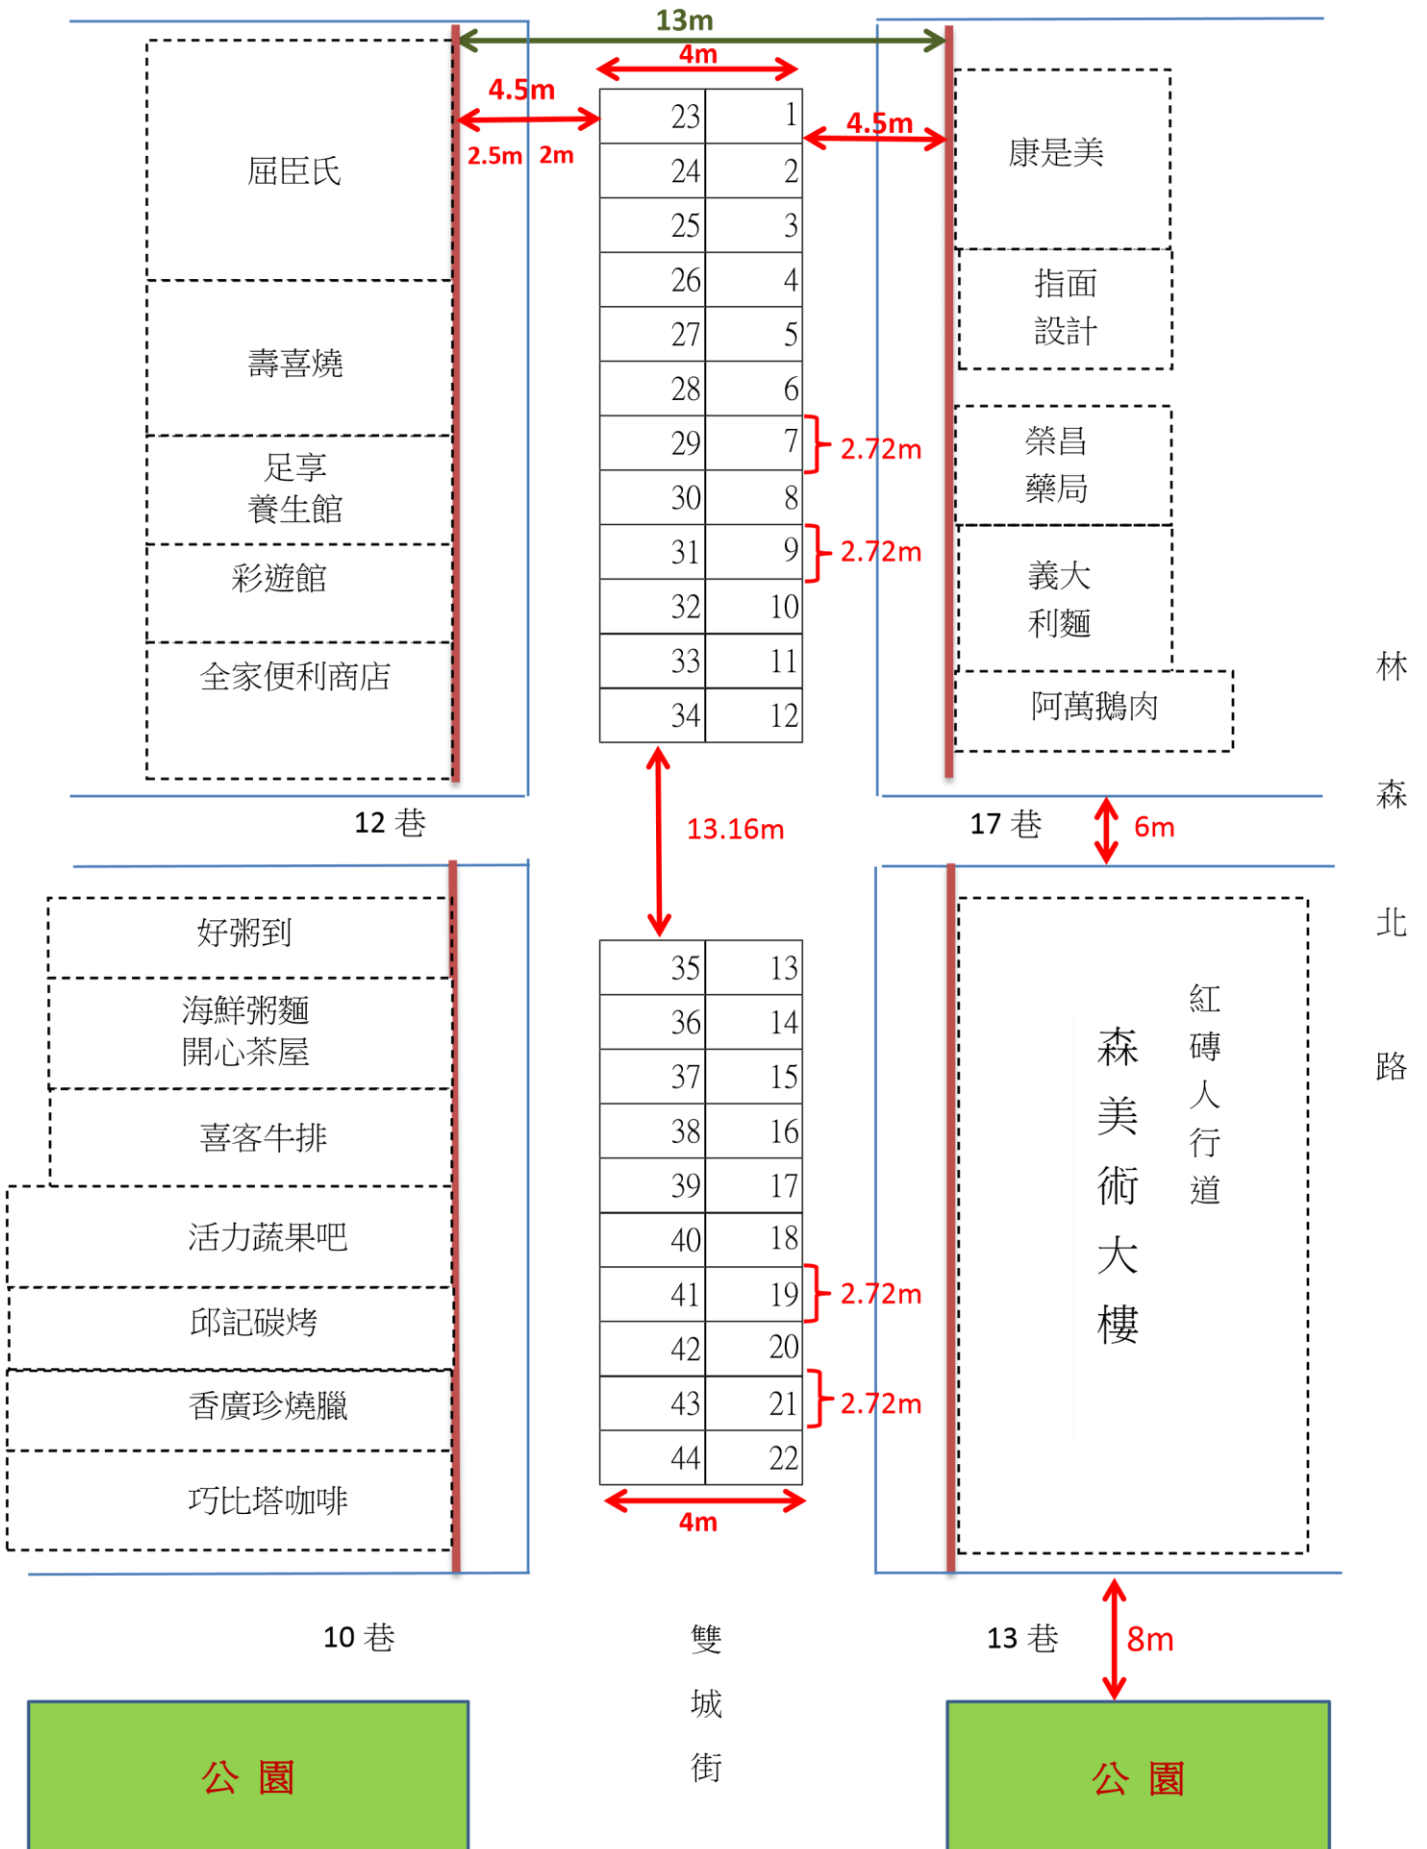 13m
4m
4.5m
4.5m
2.5m 2m
屈臣氏
壽喜燒
足享
養生館
彩遊館
全家便利商店
23 1
24 2
25 3
26 4
27 5
28 6
29 7
30 8
31 9
32 10
33 11
34 12
2.72m
2.72m
康是美
指面
設計
榮昌
藥局
義大
利麵
阿萬鵝肉
12 巷
13.16m
17 巷
6m
林
森
北
路
好粥到
海鮮粥麵
開心茶屋
喜客牛排
活力蔬果吧
邱記碳烤
香廣珍燒臘
巧比塔咖啡
35 13
36 14
37 15
38 16
39 17
40 18
41 19
42 20
43 21
44 22
2.72m
2.72m
4m
紅磚人行道
森美術大樓
10 巷
雙
城
街
13 巷
8m
公園
公園